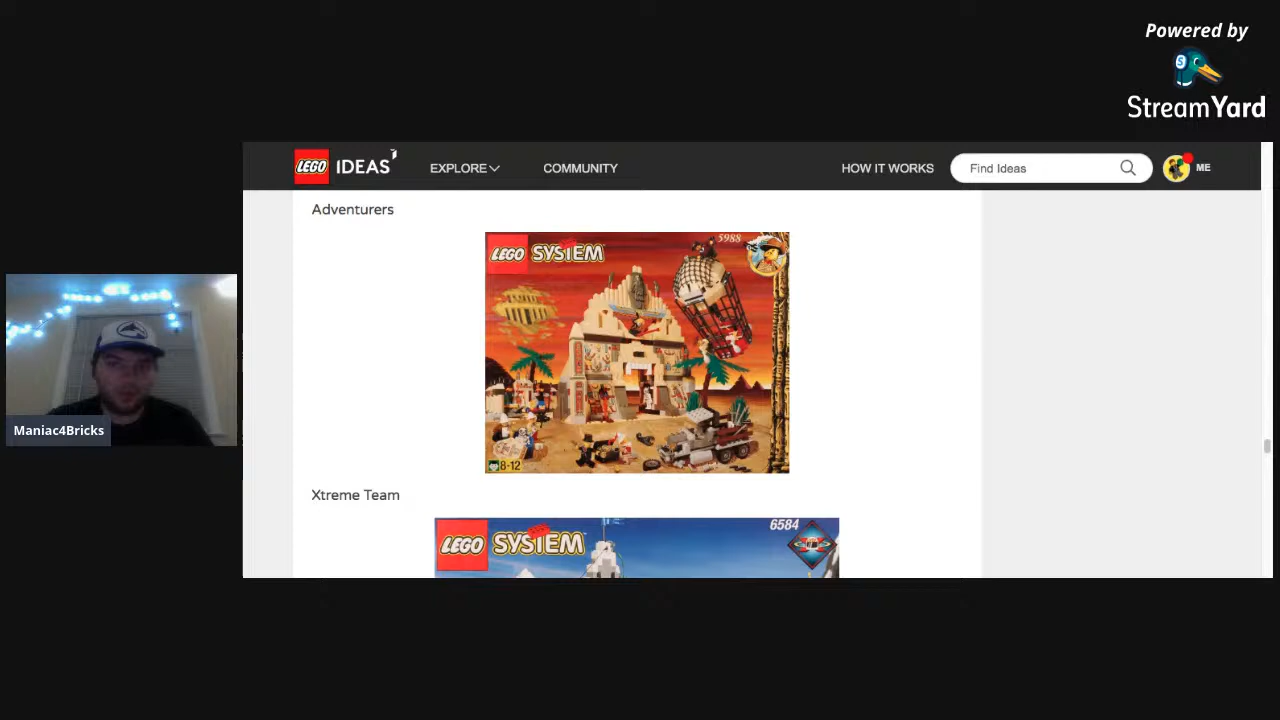 Powered by
StreamYard
LEGO IDEAS
EXPLORE
COMMUNITY
HOW IT WORKS
Find Ideas
ME
Adventurers
LEGO SYSTEM
5988
8-12
Maniac4Bricks
Xtreme Team
LEGO SYSTEM
6584